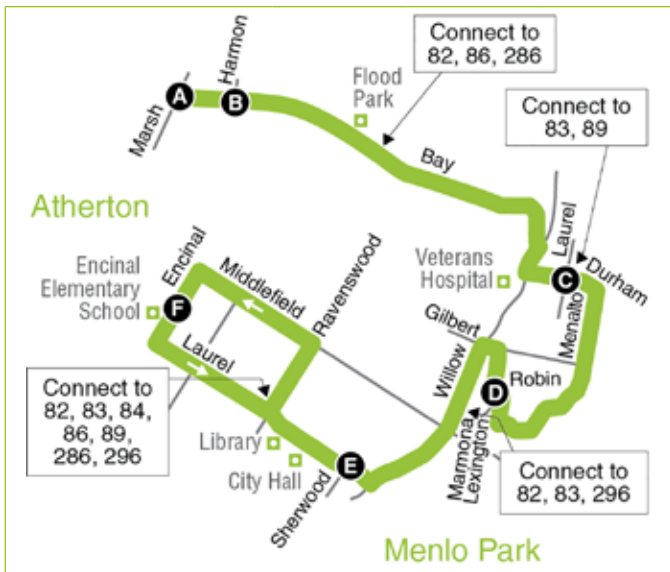 Connect to
82, 86, 286
Harmon
Flood
Park
A
B
Marsh
Connect to
83, 89
Bay
Atherton
Laurel
Veterans
Hospital
C
Durham
Encinal
Elementary
School
Encinal
F
Middlefield
Ravenswood
Menalto
Gilbert
Laurel
Willow
Robin
D
Connect to
82, 83, 84,
86, 89,
286, 296
Library
City Hall
Sherwood
E
Marmona
Lexington
Connect to
82, 83, 296
Menlo Park